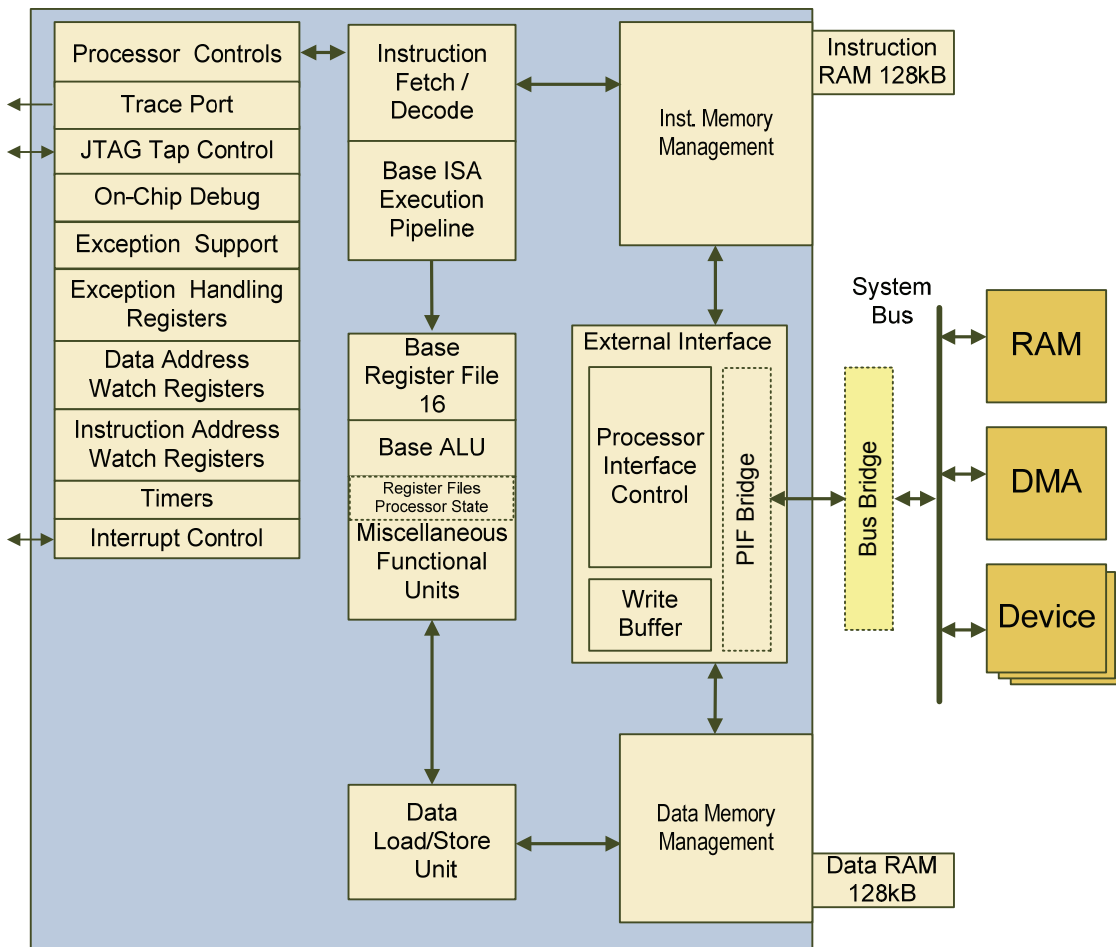 Processor Controls
Trace Port
JTAG Tap Control
On-Chip Debug
Exception Support
Exception Handling
Registers
Data Address
Watch Registers
Instruction Address
Watch Registers
Timers
Interrupt Control
Instruction
Fetch /
Decode
Base ISA
Execution
Pipeline
Base
Register File
16
Base ALU
Register Files
Processor State
Miscellaneous
Functional
Units
Data
Load/Store
Unit
Inst. Memory
Management
Instruction
RAM 128kB
External Interface
Processor
Interface
Control
Write
Buffer
PIF Bridge
Data Memory
Management
Data RAM
128kB
Bus Bridge
System
Bus
RAM
DMA
Device